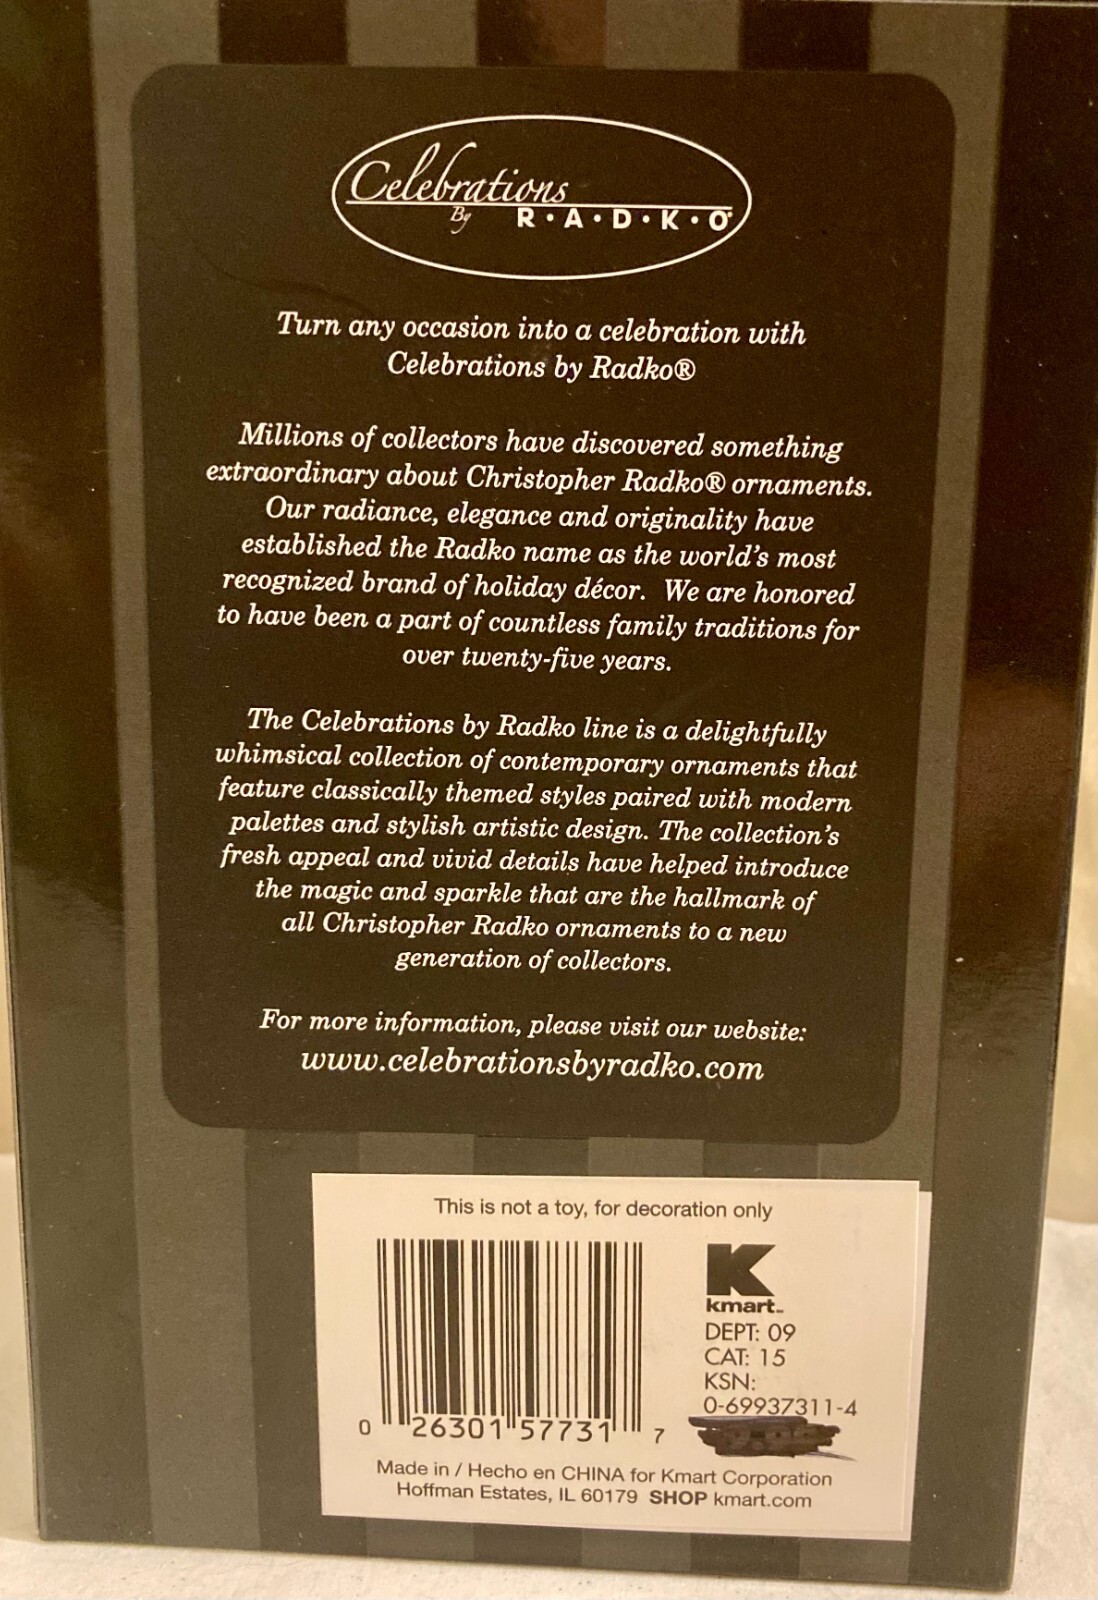 Celebrations
By R·A·D·K·O®
Turn any occasion into a celebration with
Celebrations by Radko®
Millions of collectors have discovered something
extraordinary about Christopher Radko® ornaments.
Our radiance, elegance and originality have
established the Radko name as the world's most
recognized brand of holiday décor. We are honored
to have been a part of countless family traditions for
over twenty-five years.
The Celebrations by Radko line is a delightfully
whimsical collection of contemporary ornaments that
feature classically themed styles paired with modern
palettes and stylish artistic design. The collection's
fresh appeal and vivid details have helped introduce
the magic and sparkle that are the hallmark of
all Christopher Radko ornaments to a new
generation of collectors.
For more information, please visit our website:
www.celebrationsbyradko.com
This is not a toy, for decoration only
K
kmart
DEPT: 09
CAT: 15
KSN:
0-69937311-4
0 26301 57731 7
Made in / Hecho en CHINA for Kmart Corporation
Hoffman Estates, IL 60179 SHOP kmart.com